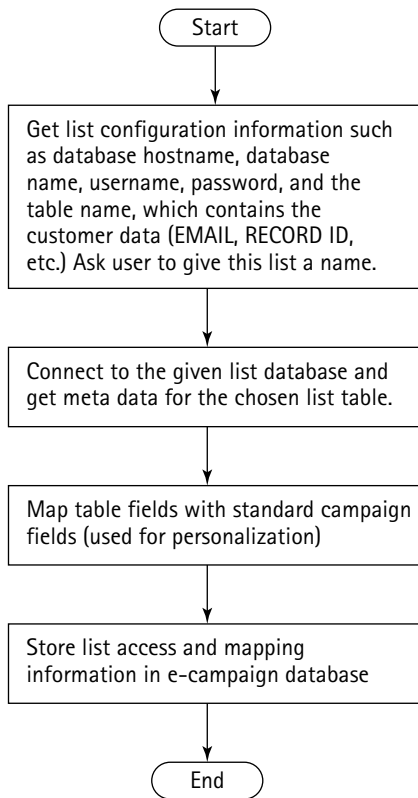 Start
Get list configuration information such
as database hostname, database
name, username, password, and the
table name, which contains the
customer data (EMAIL, RECORD ID,
etc.) Ask user to give this list a name.
Connect to the given list database and
get meta data for the chosen list table.
Map table fields with standard campaign
fields (used for personalization)
Store list access and mapping
information in e-campaign database
End